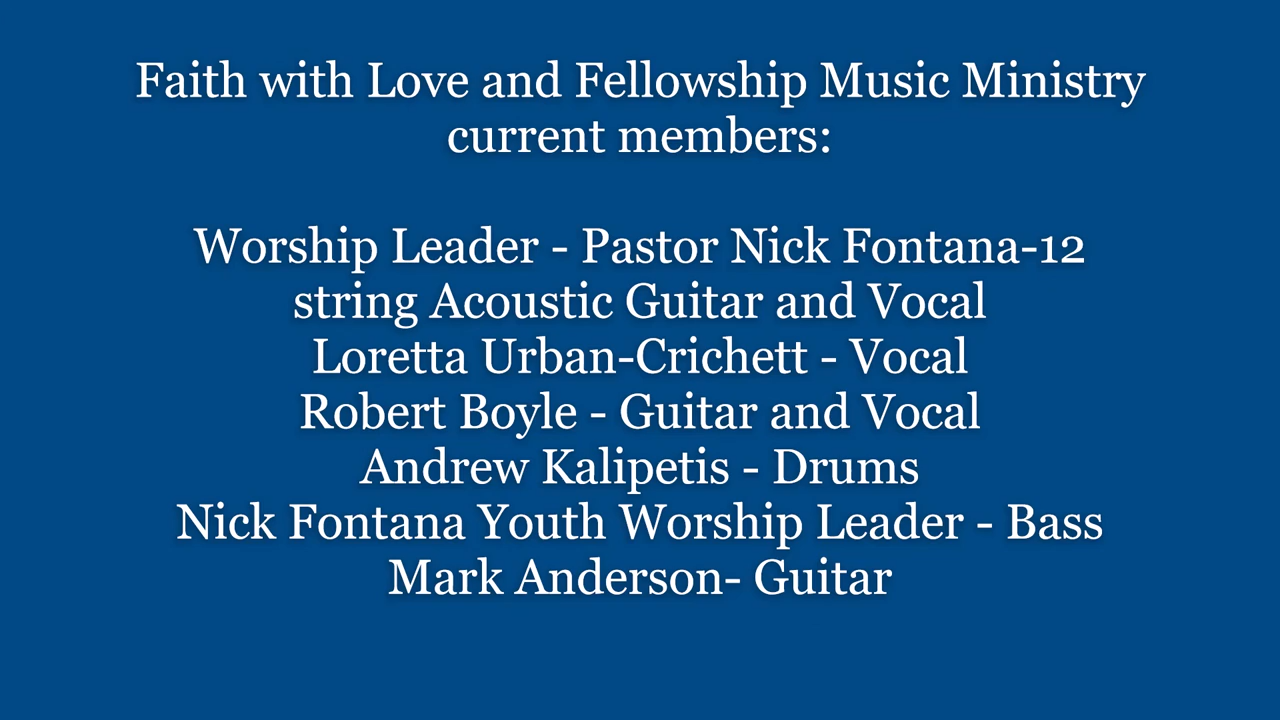 Faith with Love and Fellowship Music Ministry
current members:
Worship Leader - Pastor Nick Fontana-12
string Acoustic Guitar and Vocal
Loretta Urban-Crichett - Vocal
Robert Boyle - Guitar and Vocal
Andrew Kalipetis - Drums
Nick Fontana Youth Worship Leader - Bass
Mark Anderson- Guitar